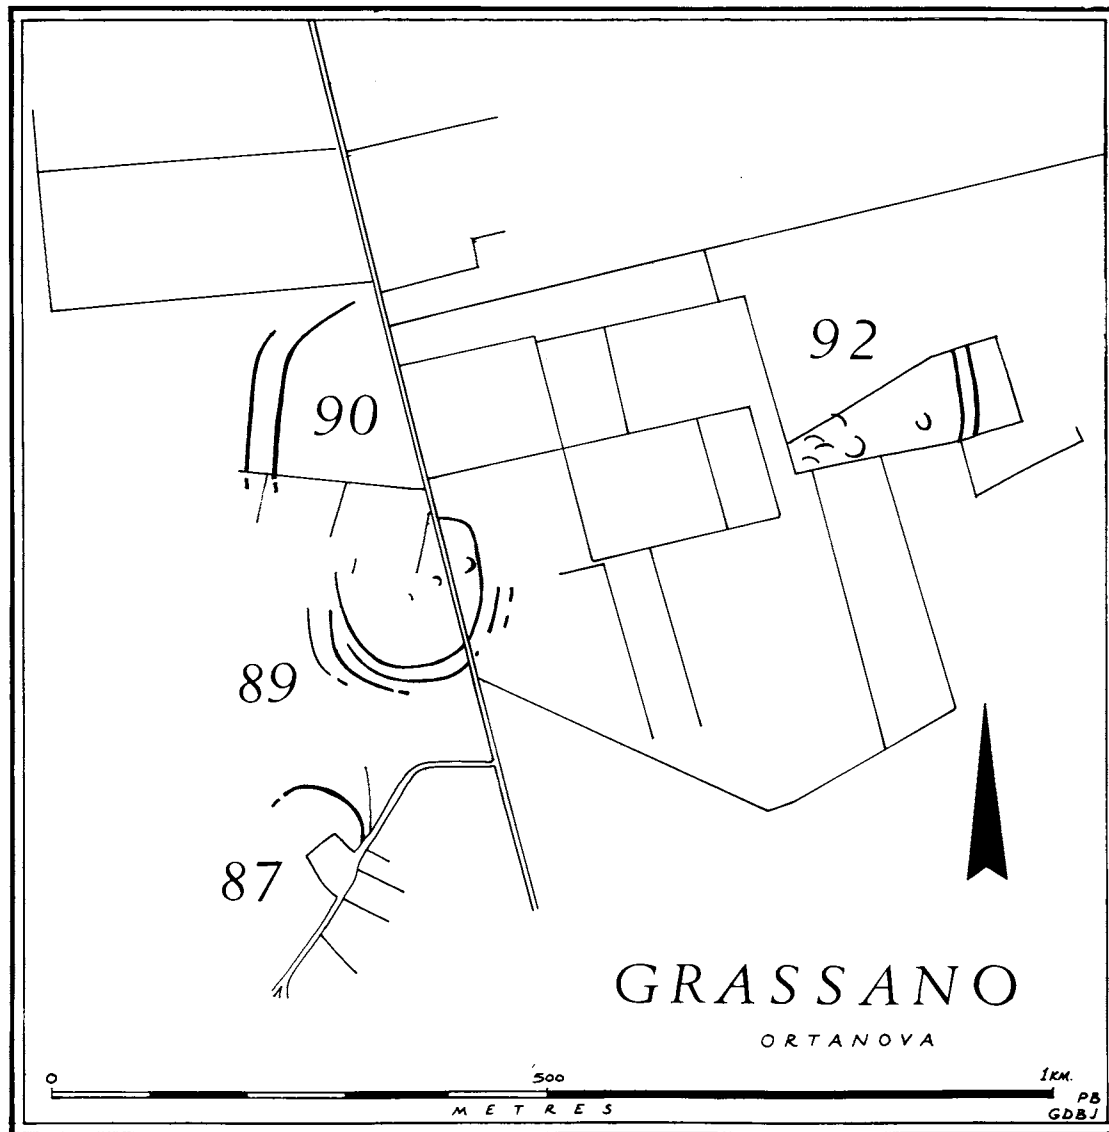 92
90
89
87
GRASSANO
ORTANOVA
0 500 1KM.
METRES
PB
GDBJ